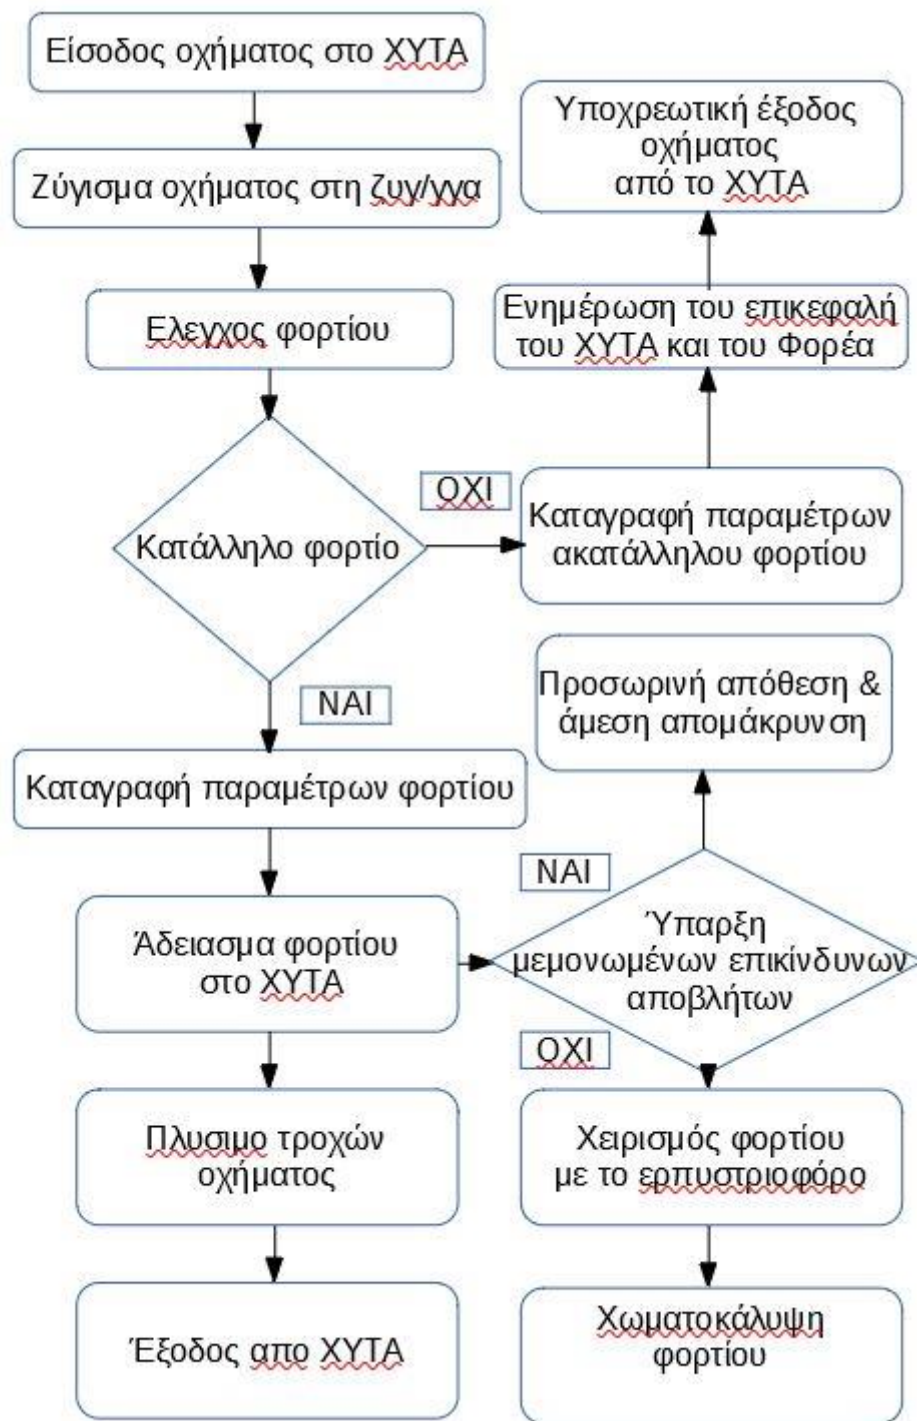 Είσοδος οχήματος στο ΧΥΤΑ
Ζύγισμα οχήματος στη ζυγ/γγα
Ελεγχος φορτίου
Κατάλληλο φορτίο
ΟΧΙ
Καταγραφή παραμέτρων
ακατάλληλου φορτίου
Ενημέρωση του επικεφαλή
του ΧΥΤΑ και του Φορέα
Υποχρεωτική έξοδος
οχήματος
από το ΧΥΤΑ
ΝΑΙ
Καταγραφή παραμέτρων φορτίου
Άδειασμα φορτίου
στο ΧΥΤΑ
Πλυσιμο τροχών
οχήματος
Έξοδος απο ΧΥΤΑ
Ύπαρξη
μεμονωμένων επικίνδυνων
αποβλήτων
ΝΑΙ
Προσωρινή απόθεση &
άμεση απομάκρυνση
ΟΧΙ
Χειρισμός φορτίου
με το ερπυστριοφόρο
Χωματοκάλυψη
φορτίου